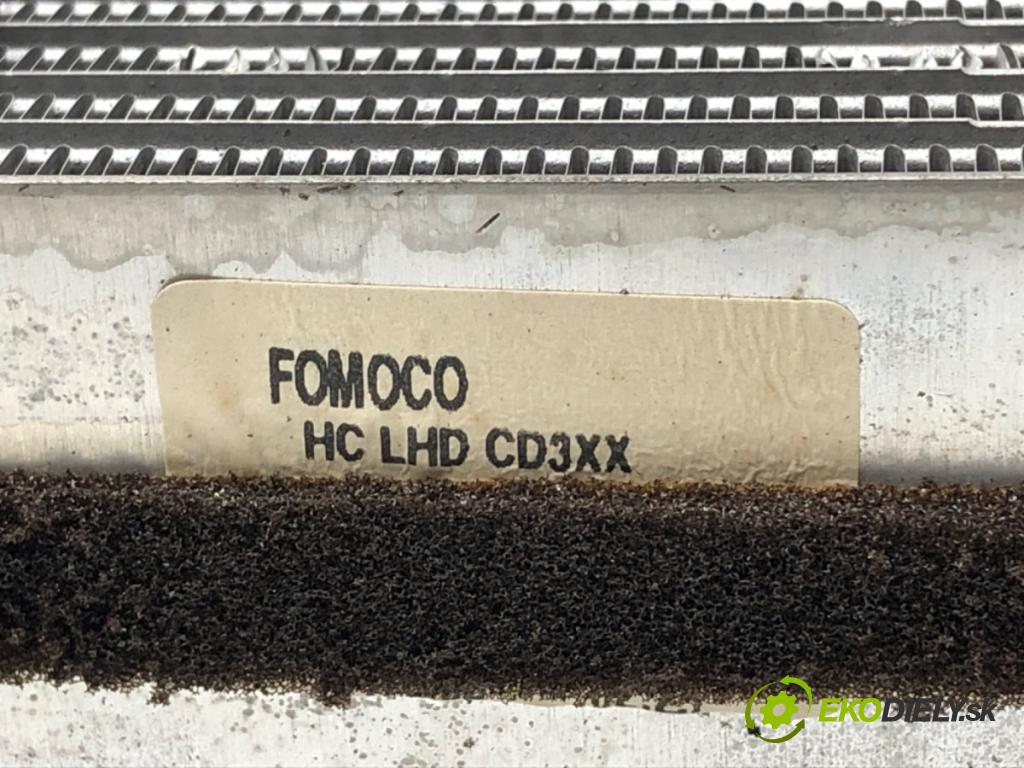 FOMOCO
HC LHD CD3XX
EKODIELY.sk